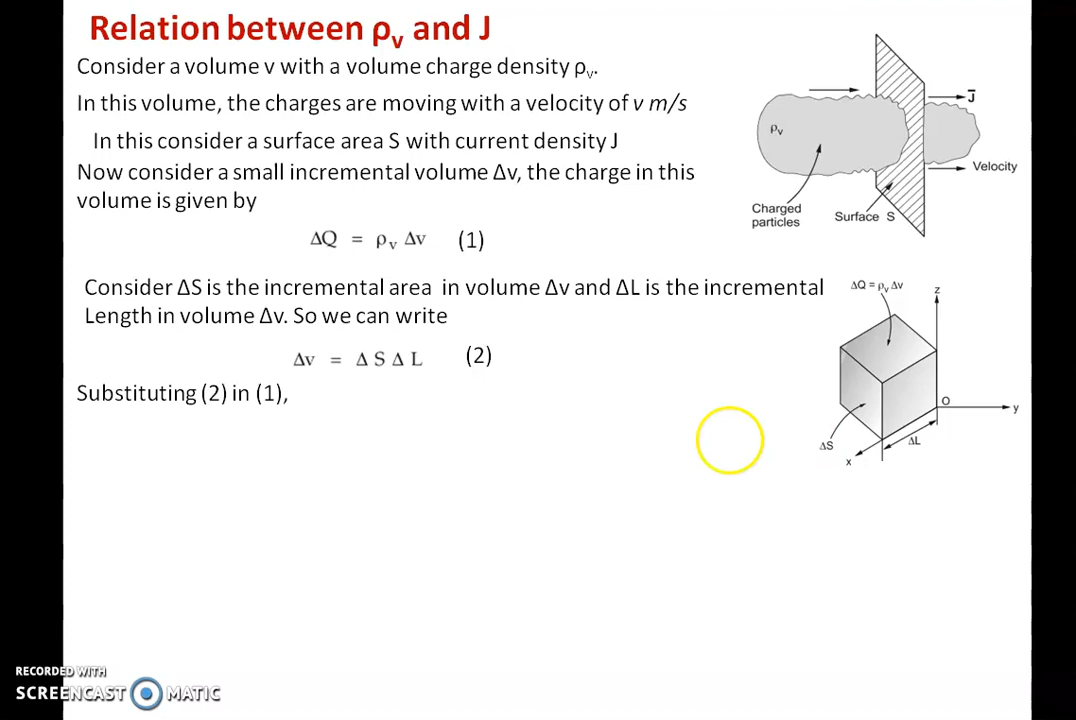 Relation between ρv and J
Consider a volume v with a volume charge density ρv.
In this volume, the charges are moving with a velocity of v m/s
In this consider a surface area S with current density J
Now consider a small incremental volume Δv, the charge in this
volume is given by
ΔQ = ρv Δv (1)
Consider ΔS is the incremental area in volume Δv and ΔL is the incremental
Length in volume Δv. So we can write
Δv = Δ S Δ L (2)
Substituting (2) in (1),
J̅
ρv
Velocity
Charged
particles
Surface S
ΔQ = ρv Δv
z
O
y
ΔL
ΔS
x
RECORDED WITH
SCREENCAST MATIC